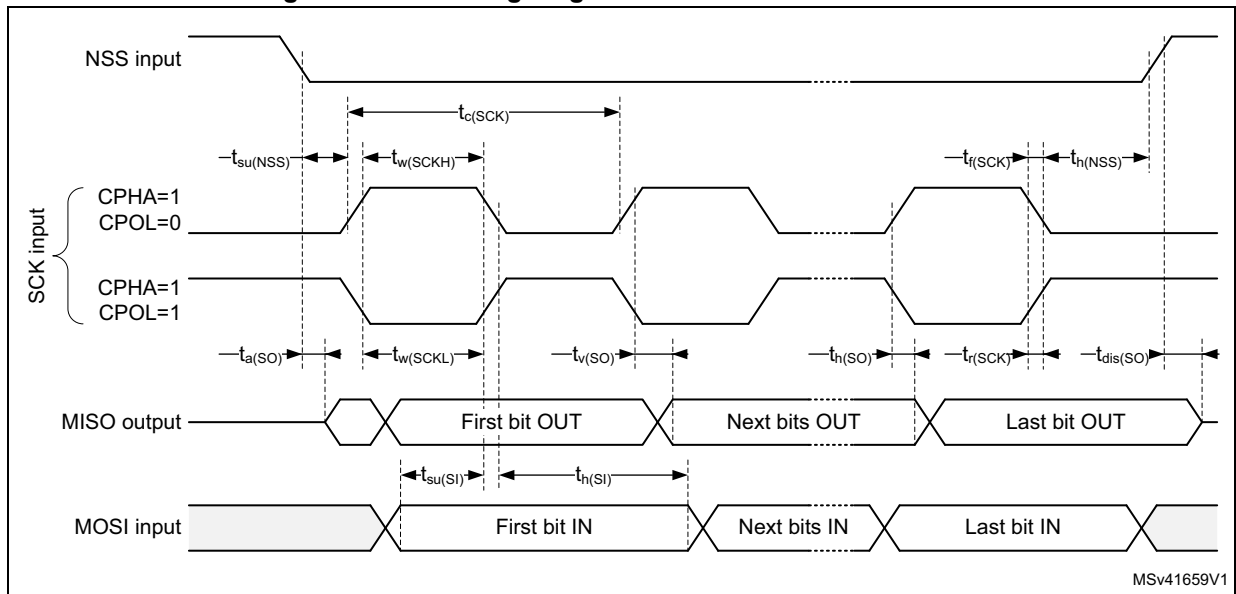 NSS input
tc(SCK)
tsu(NSS) tw(SCKH) tf(SCK) th(NSS)
SCK input
CPHA=1
CPOL=0
CPHA=1
CPOL=1
ta(SO) tw(SCKL) tv(SO) th(SO) tr(SCK) tdis(SO)
MISO output First bit OUT Next bits OUT Last bit OUT
tsu(SI) th(SI)
MOSI input First bit IN Next bits IN Last bit IN
MSv41659V1